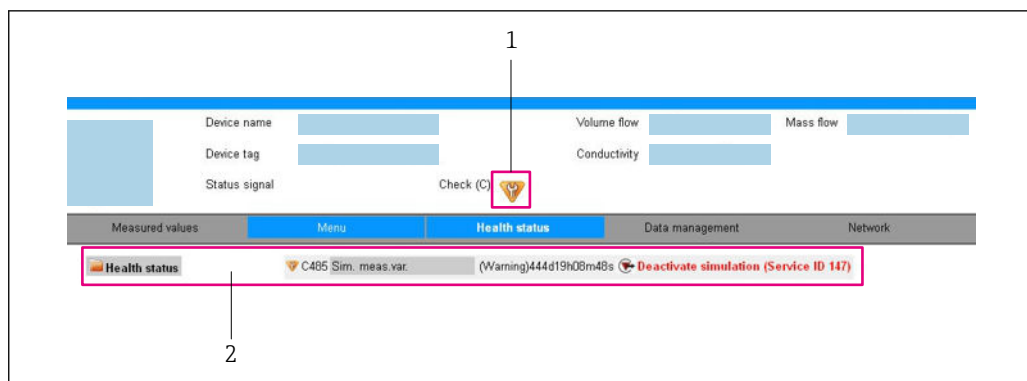 1
Device name Volume flow Mass flow
Device tag Conductivity
Status signal Check (C)
Measured values Menu Health status Data management Network
Health status C485 Sim. meas.var. (Warning)444d19h08m48s Deactivate simulation (Service ID 147)
2